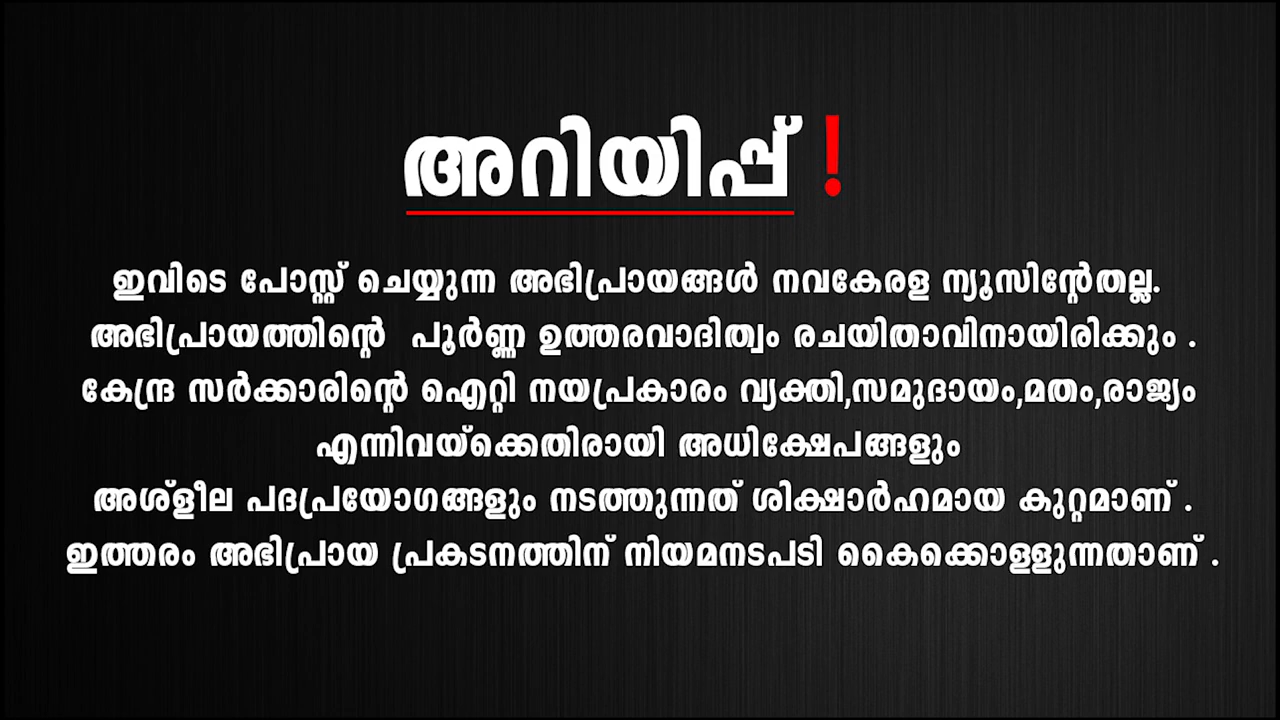 അറിയിപ്പ് !
ഇവിടെ പോസ്റ്റ് ചെയ്യുന്ന അഭിപ്രായങ്ങൾ നവകേരള ന്യൂസിന്റേതല്ല.
അഭിപ്രായത്തിന്റെ പൂർണ്ണ ഉത്തരവാദിത്വം രചയിതാവിനായിരിക്കും .
കേന്ദ്ര സർക്കാരിന്റെ ഐറ്റി നയപ്രകാരം വ്യക്തി,സമുദായം,മതം,രാജ്യം
എന്നിവയ്ക്കെതിരായി അധിക്ഷേപങ്ങളും
അശ്ളീല പദപ്രയോഗങ്ങളും നടത്തുന്നത് ശിക്ഷാർഹമായ കുറ്റമാണ് .
ഇത്തരം അഭിപ്രായ പ്രകടനത്തിന് നിയമനടപടി കൈക്കൊള്ളുന്നതാണ് .